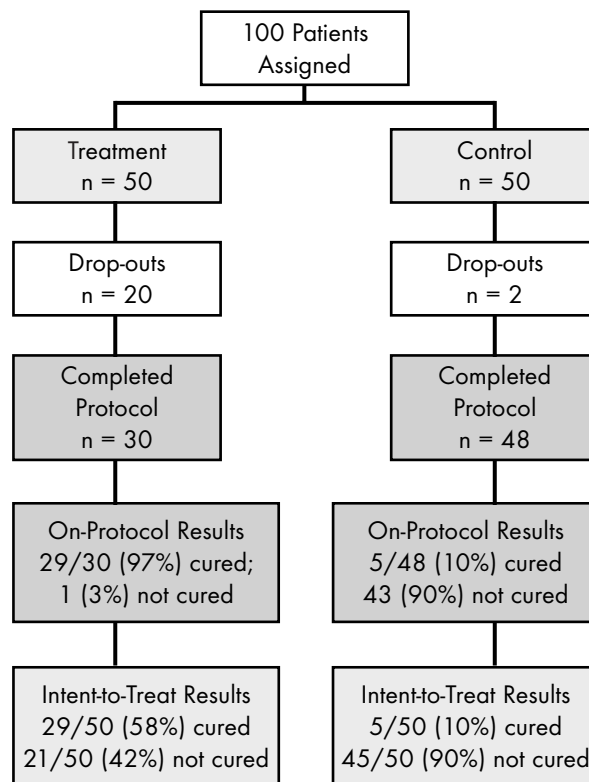 100 Patients
Assigned
Treatment
n = 50
Drop-outs
n = 20
Completed
Protocol
n = 30
On-Protocol Results
29/30 (97%) cured;
1 (3%) not cured
Intent-to-Treat Results
29/50 (58%) cured
21/50 (42%) not cured
Control
n = 50
Drop-outs
n = 2
Completed
Protocol
n = 48
On-Protocol Results
5/48 (10%) cured
43 (90%) not cured
Intent-to-Treat Results
5/50 (10%) cured
45/50 (90%) not cured